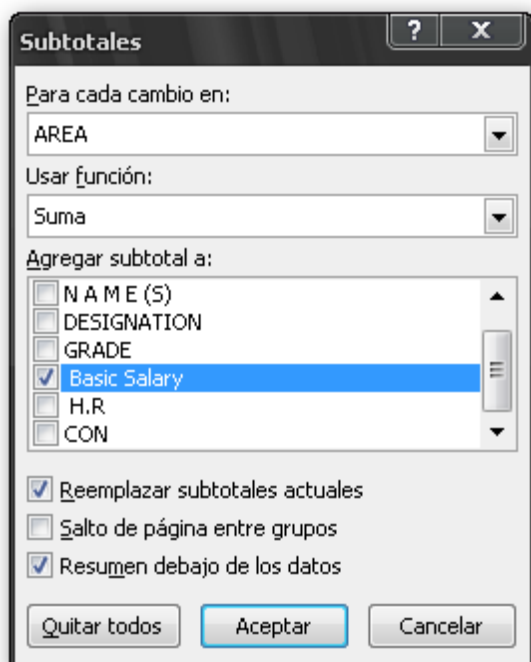 Subtotales
Para cada cambio en:
AREA
Usar función:
Suma
Agregar subtotal a:
N A M E (S)
DESIGNATION
GRADE
Basic Salary
H.R
CON
Reemplazar subtotales actuales
Salto de página entre grupos
Resumen debajo de los datos
Quitar todos Aceptar Cancelar